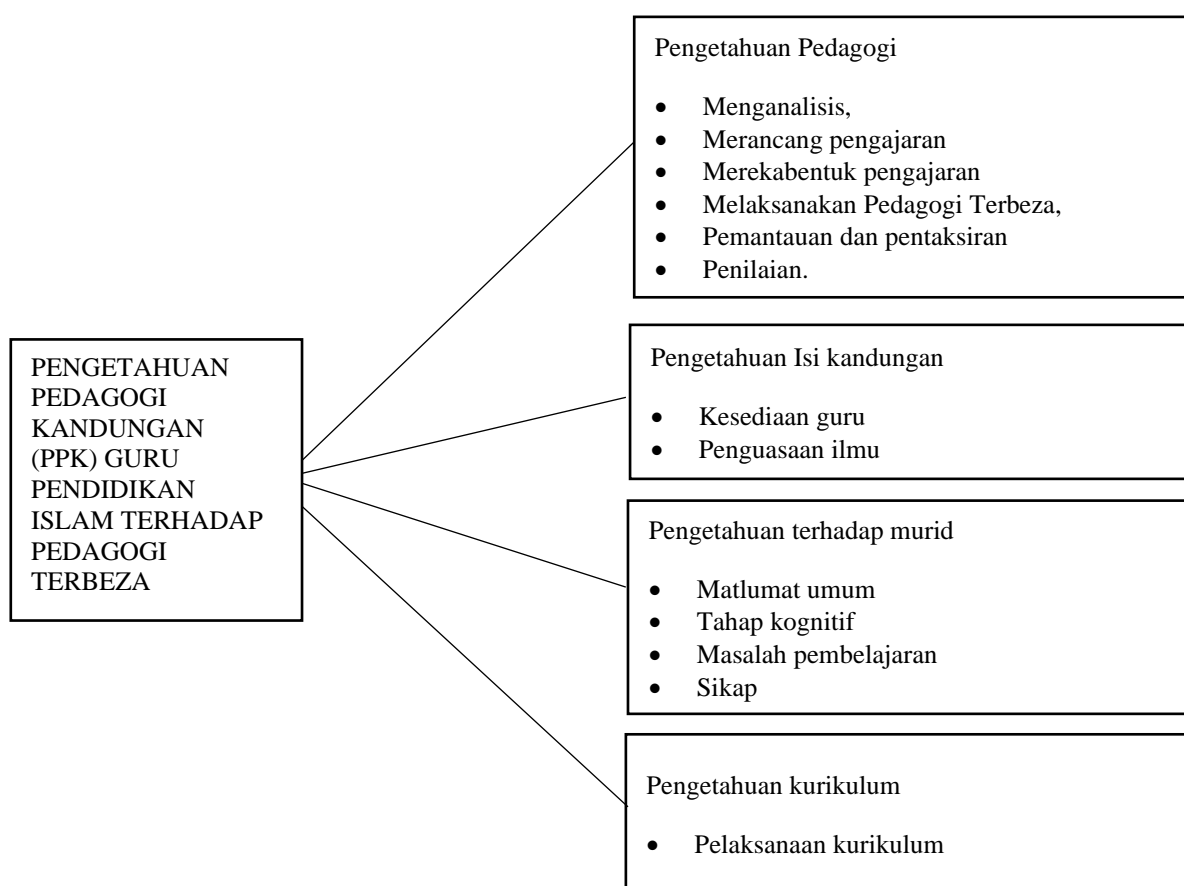 PENGETAHUAN
PEDAGOGI
KANDUNGAN
(PPK) GURU
PENDIDIKAN
ISLAM TERHADAP
PEDAGOGI
TERBEZA
Pengetahuan Pedagogi
• Menganalisis,
• Merancang pengajaran
• Merekabentuk pengajaran
• Melaksanakan Pedagogi Terbeza,
• Pemantauan dan pentaksiran
• Penilaian.
Pengetahuan Isi kandungan
• Kesediaan guru
• Penguasaan ilmu
Pengetahuan terhadap murid
• Matlumat umum
• Tahap kognitif
• Masalah pembelajaran
• Sikap
Pengetahuan kurikulum
• Pelaksanaan kurikulum